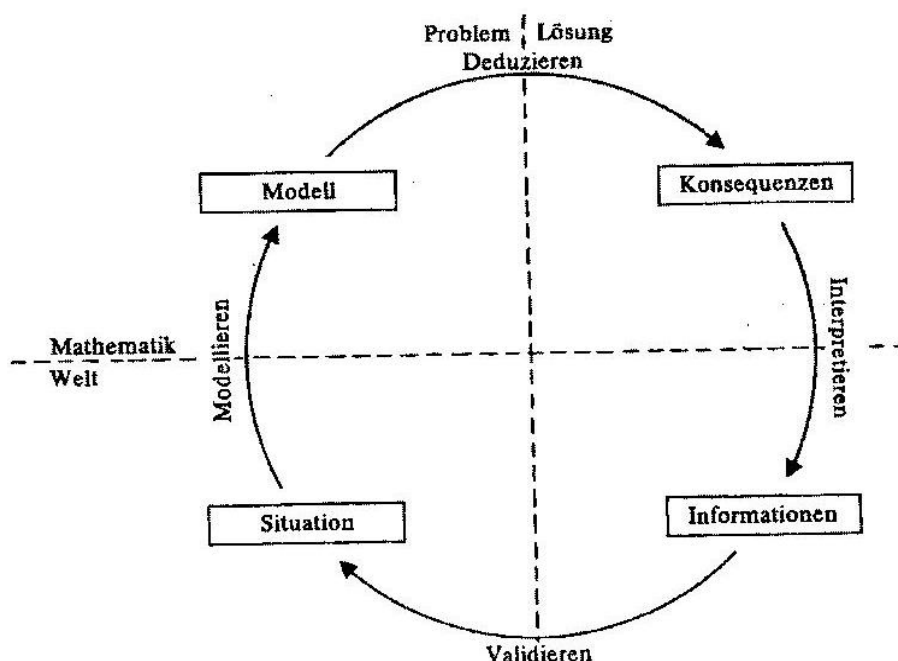 Problem Lösung
Deduzieren
Modell
Konsequenzen
Modellieren
Interpretieren
Mathematik
Welt
Situation
Informationen
Validieren